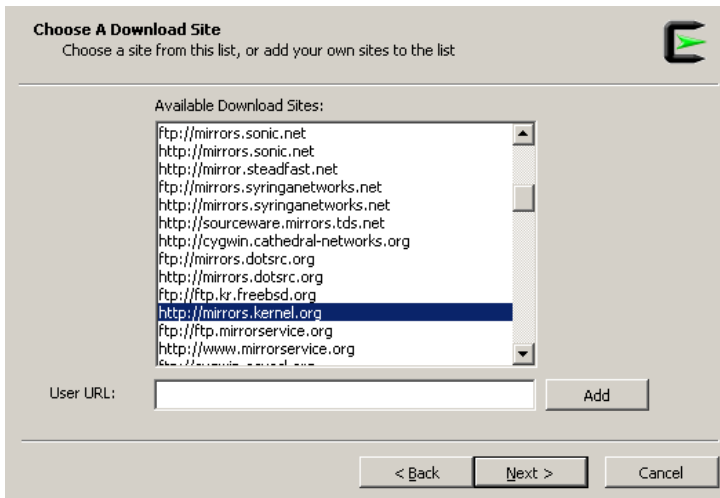 Choose A Download Site
Choose a site from this list, or add your own sites to the list
Available Download Sites:
ftp://mirrors.sonic.net
http://mirrors.sonic.net
http://mirror.steadfast.net
ftp://mirrors.syringanetworks.net
http://mirrors.syringanetworks.net
http://sourceware.mirrors.tds.net
http://cygwin.cathedral-networks.org
ftp://mirrors.dotsrc.org
http://mirrors.dotsrc.org
ftp://ftp.kr.freebsd.org
http://mirrors.kernel.org
ftp://ftp.mirrorservice.org
http://www.mirrorservice.org
User URL:
Add
< Back
Next >
Cancel